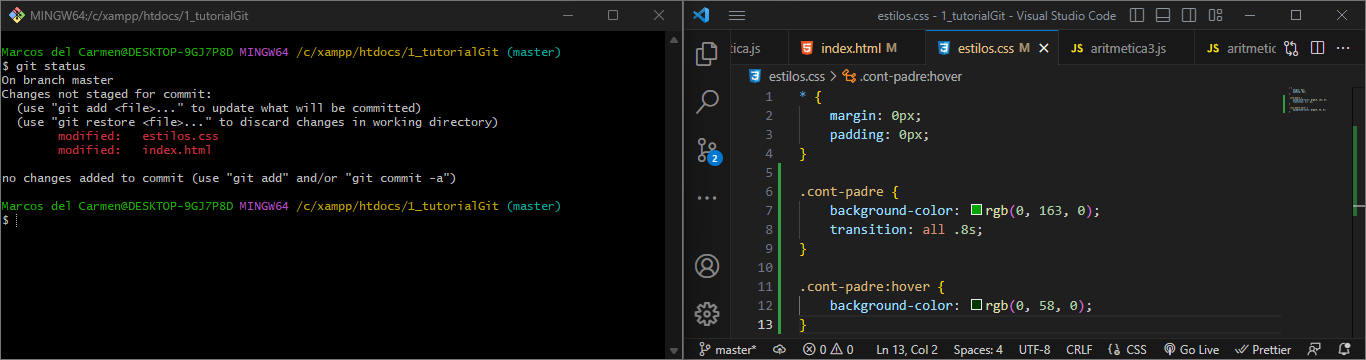 MINGW64:/c/xampp/htdocs/1_tutorialGit
Marcos del Carmen@DESKTOP-9GJ7P8D MINGW64 /c/xampp/htdocs/1_tutorialGit (master)
$ git status
On branch master
Changes not staged for commit:
  (use "git add <file>..." to update what will be committed)
  (use "git restore <file>..." to discard changes in working directory)
        modified:   estilos.css
        modified:   index.html
no changes added to commit (use "git add" and/or "git commit -a")
Marcos del Carmen@DESKTOP-9GJ7P8D MINGW64 /c/xampp/htdocs/1_tutorialGit (master)
$
estilos.css - 1_tutorialGit - Visual Studio Code
tica.js
index.html M
estilos.css M
JS aritmetica3.js
JS aritmetic
estilos.css > .cont-padre:hover
2
1 * {
2     margin: 0px;
3     padding: 0px;
4 }
5
6 .cont-padre {
7     background-color: rgb(0, 163, 0);
8     transition: all .8s;
9 }
10
11 .cont-padre:hover {
12     background-color: rgb(0, 58, 0);
13 }
master* 0 0 Ln 13, Col 2 Spaces: 4 UTF-8 CRLF {} CSS Go Live Prettier